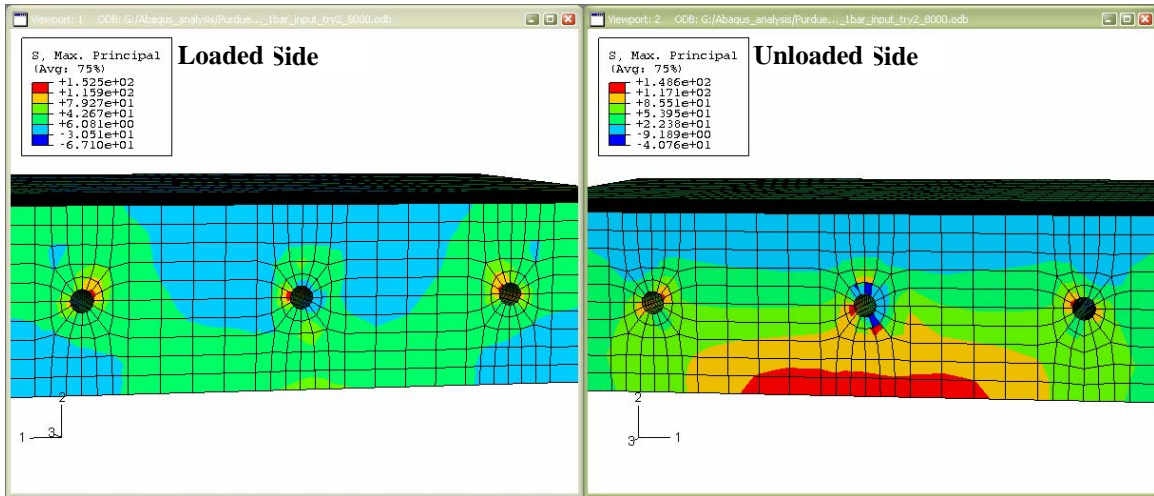 Viewport: 1 ODB: G:/Abaqus_analysis/Purdue..._1bar_input_try2_8000.odb
S, Max. Principal
(Avg: 75%)
+1.525e+02
+1.159e+02
+7.927e+01
+4.267e+01
+6.081e+00
-3.051e+01
-6.710e+01
Loaded Side
2
1
3
Viewport: 2 ODB: G:/Abaqus_analysis/Purdue..._1bar_input_try2_8000.odb
S, Max. Principal
(Avg: 75%)
+1.486e+02
+1.171e+02
+8.551e+01
+5.395e+01
+2.238e+01
-9.189e+00
-4.076e+01
Unloaded Side
2
3
1